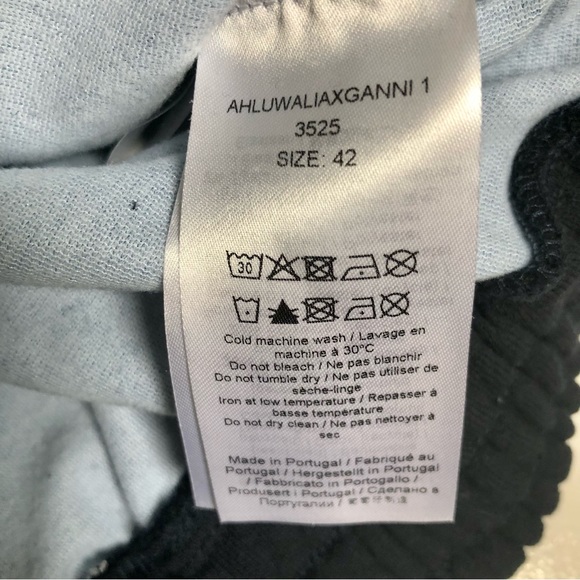 AHLUWALIAXGANNI 1
3525
SIZE: 42
30
Cold machine wash / Lavage en
machine à 30°C
Do not bleach / Ne pas blanchir
Do not tumble dry / Ne pas utiliser de
sèche-linge
Iron at low temperature / Repasser à
basse température
Do not dry clean / Ne pas nettoyer à
sec
Made in Portugal / Fabriqué au
Portugal / Hergestellt in Portugal
/ Fabbricato in Portogallo /
Produsert i Portugal / Сделано в
Португалии /